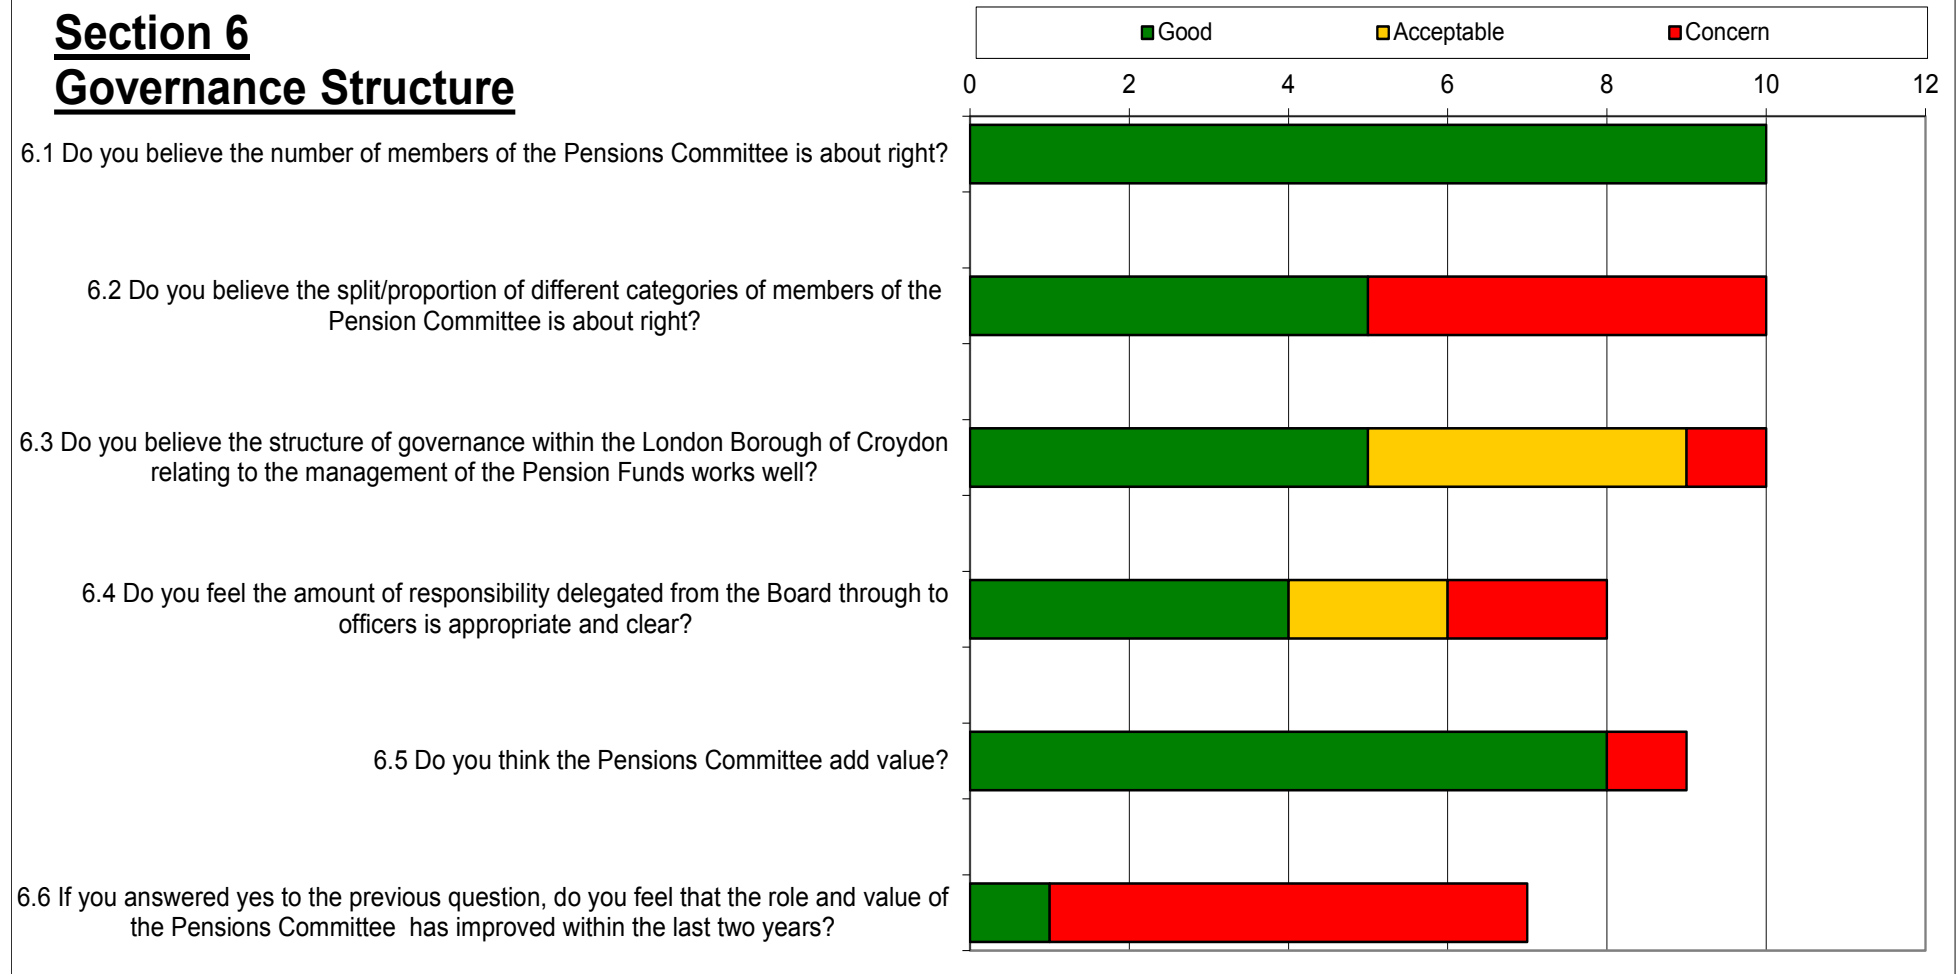 Section 6
Governance Structure
Good Acceptable Concern
0 2 4 6 8 10 12
6.1 Do you believe the number of members of the Pensions Committee is about right?
6.2 Do you believe the split/proportion of different categories of members of the
Pension Committee is about right?
6.3 Do you believe the structure of governance within the London Borough of Croydon
relating to the management of the Pension Funds works well?
6.4 Do you feel the amount of responsibility delegated from the Board through to
officers is appropriate and clear?
6.5 Do you think the Pensions Committee add value?
6.6 If you answered yes to the previous question, do you feel that the role and value of
the Pensions Committee  has improved within the last two years?